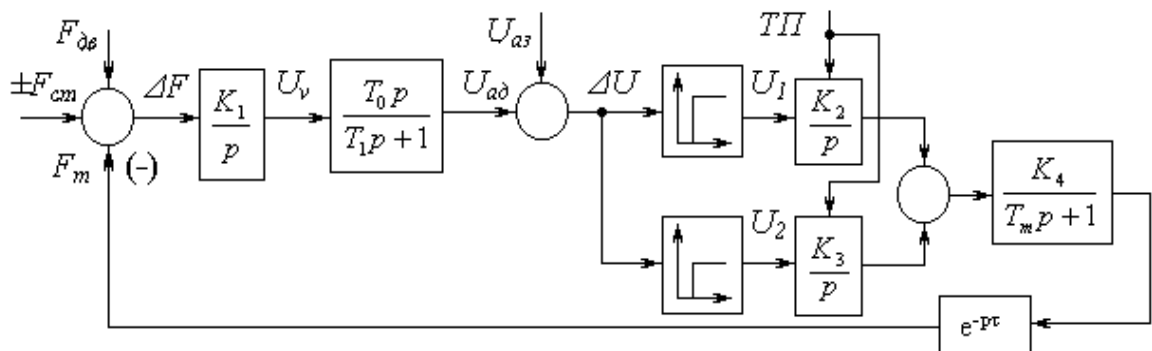 F_дв
U_аз
ТП
±F_ст
ΔF
K_1 / p
U_v
T_0 p / T_1 p + 1
U_ад
ΔU
U_1
K_2 / p
F_m
(-)
U_2
K_3 / p
K_4 / T_m p + 1
e^-pτ